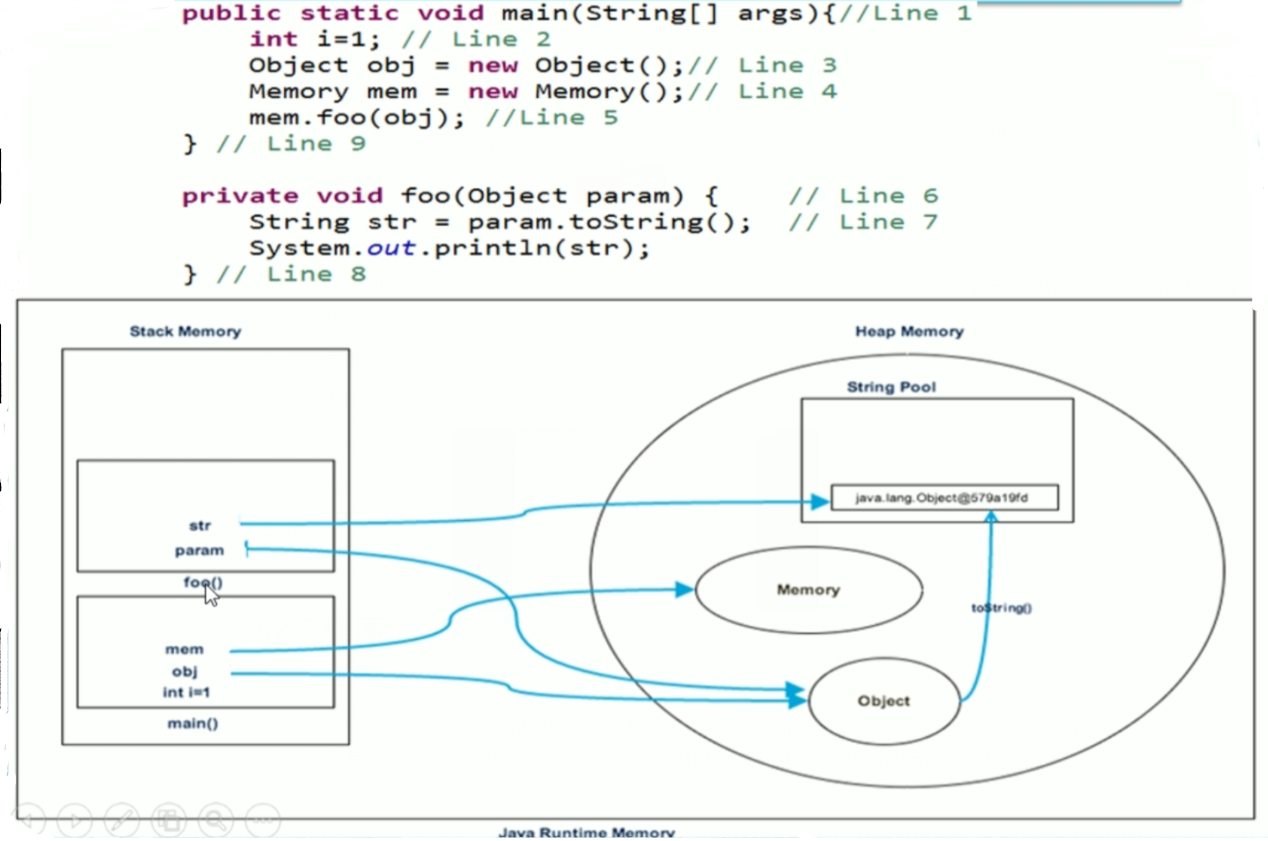 public static void main(String[] args){//Line 1
int i=1; // Line 2
Object obj = new Object();// Line 3
Memory mem = new Memory();// Line 4
mem.foo(obj); //Line 5
} // Line 9
private void foo(Object param) { // Line 6
String str = param.toString(); // Line 7
System.out.println(str);
} // Line 8
Stack Memory
Heap Memory
String Pool
java.lang.Object@579a19fd
str
param
foo()
Memory
toString()
mem
obj
int i=1
Object
main()
Java Runtime Memory